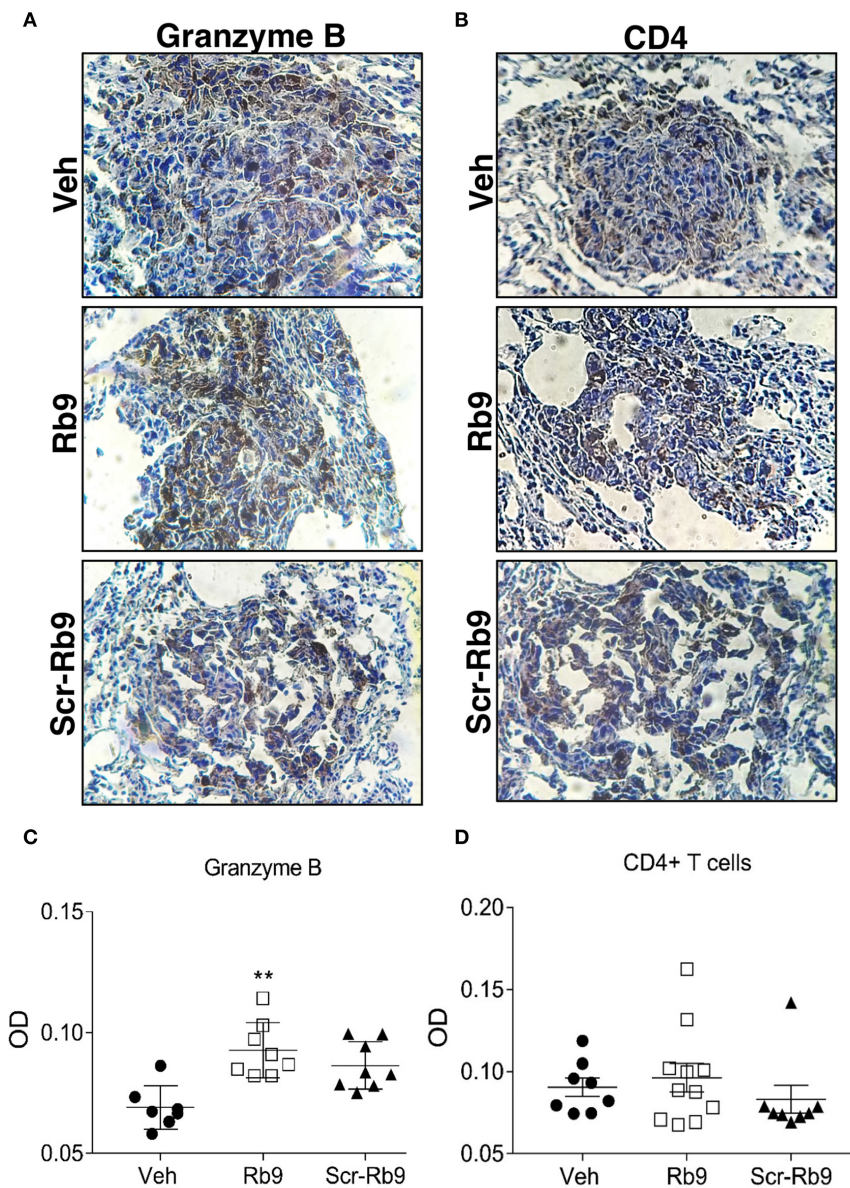 A
Granzyme B
B
CD4
Veh
Veh
Rb9
Rb9
Scr-Rb9
Scr-Rb9
C
Granzyme B
0.15
0.10
0.05
OD
**
Veh Rb9 Scr-Rb9
D
CD4+ T cells
0.20
0.15
0.10
0.05
OD
Veh Rb9 Scr-Rb9